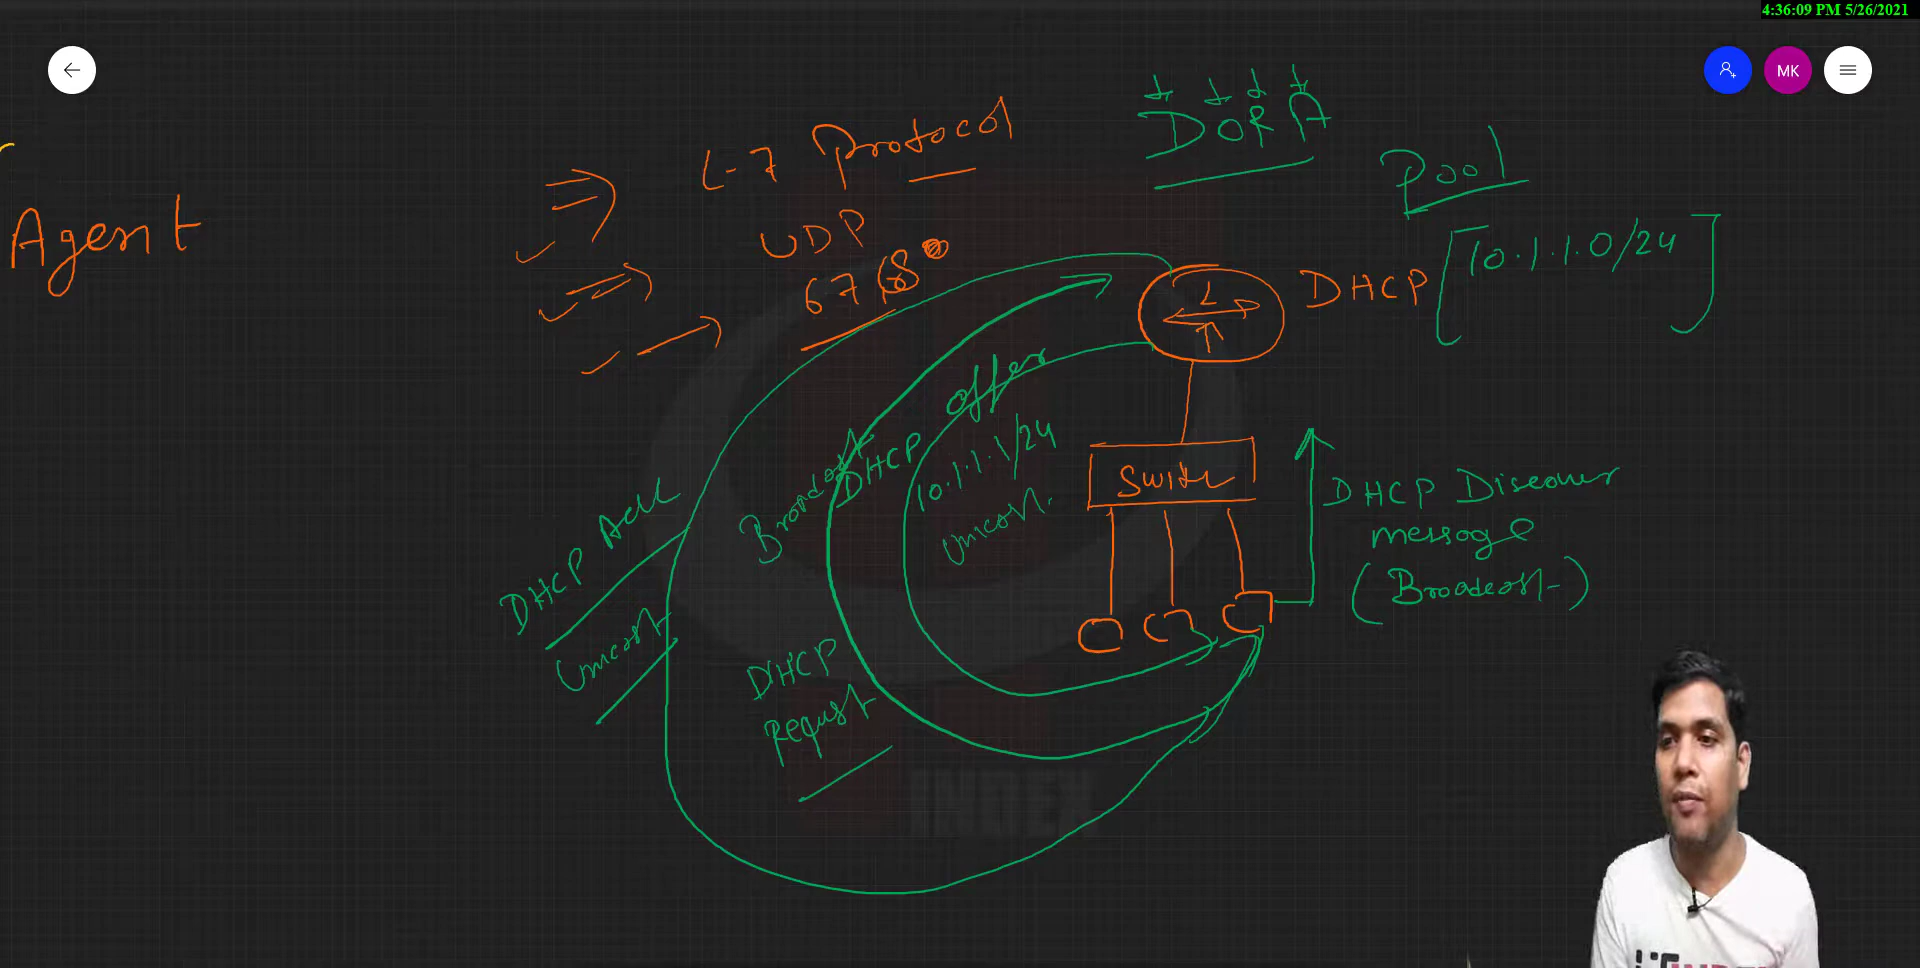 4:36:09 PM 5/26/2021
MK
DORA
L-7 Protocol
Pool
Agent
UDP
67
DHCP
[10.1.1.0/24]
offer
DHCP
10.1.1.1/24
Unicast.
Broadcast
Switch
DHCP Discover
message
(Broadcast)
DHCP Ack
Unicast
DHCP
Request
INDEX